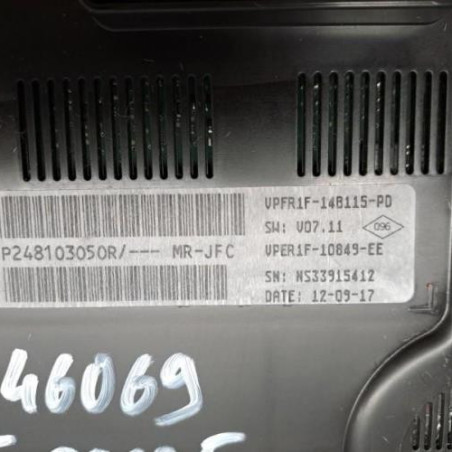 VPFR1F-14B115-PD
SW: V07.11 096
P248103050R/--- MR-JFC VPER1F-10849-EE
SN: NS33915412
DATE: 12-09-17
46069